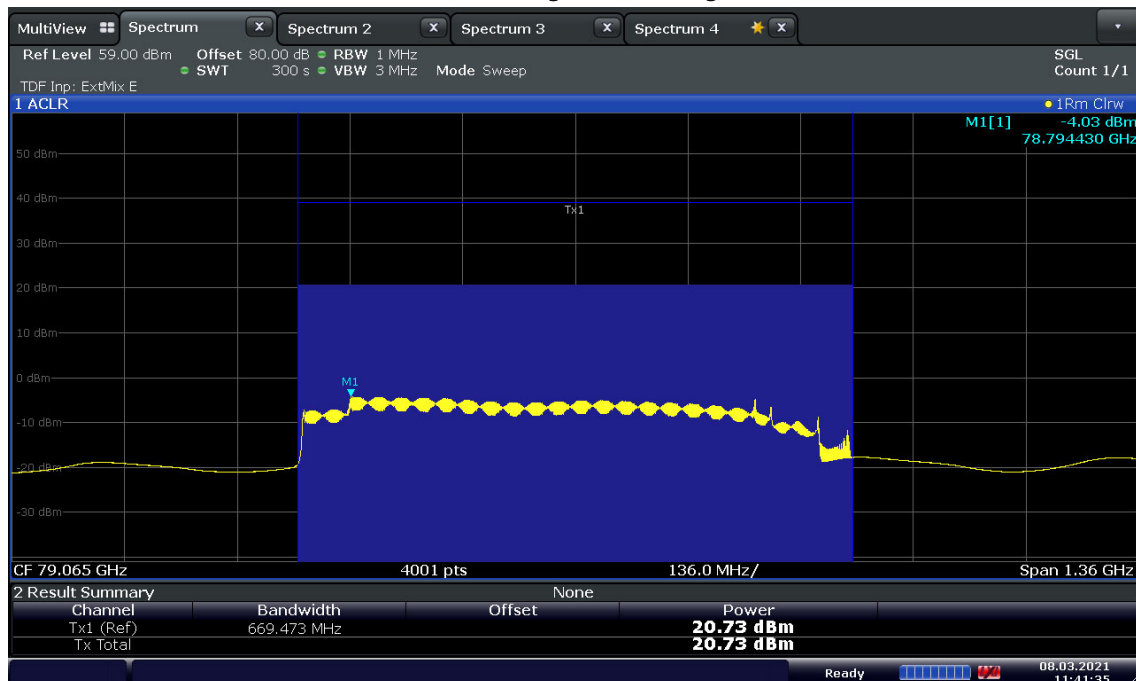 MultiView Spectrum X Spectrum 2 X Spectrum 3 X Spectrum 4 X
Ref Level 59.00 dBm Offset 80.00 dB RBW 1 MHz SGL
SWT 300 s VBW 3 MHz Mode Sweep Count 1/1
TDF Inp: ExtMix E
1 ACLR 1Rm Clrw
M1[1] -4.03 dBm
78.794430 GHz
50 dBm
40 dBm
Tx1
30 dBm
20 dBm
10 dBm
0 dBm
M1
-10 dBm
-20 dBm
-30 dBm
CF 79.065 GHz 4001 pts 136.0 MHz/ Span 1.36 GHz
2 Result Summary None
Channel Bandwidth Offset Power
Tx1 (Ref) 669.473 MHz 20.73 dBm
Tx Total 20.73 dBm
Ready 08.03.2021
11:41:35